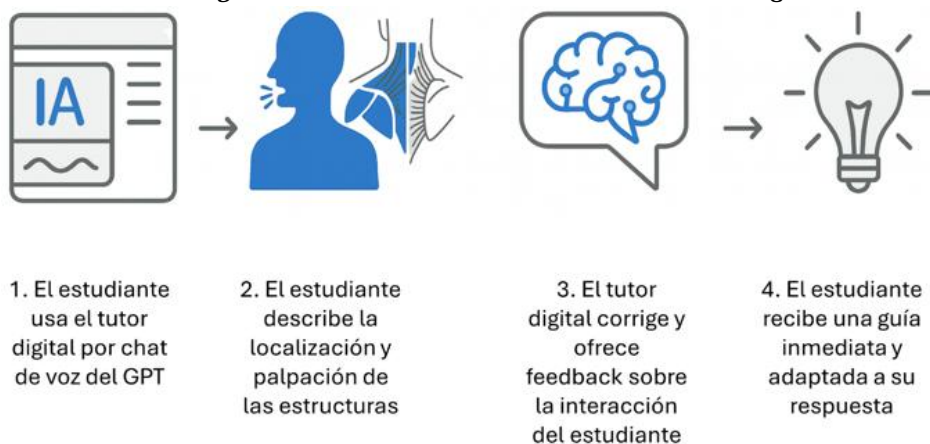 IA
1. El estudiante
usa el tutor
digital por chat
de voz del GPT
2. El estudiante
describe la
localización y
palpación de
las estructuras
3. El tutor
digital corrige y
ofrece
feedback sobre
la interacción
del estudiante
4. El estudiante
recibe una guía
inmediata y
adaptada a su
respuesta